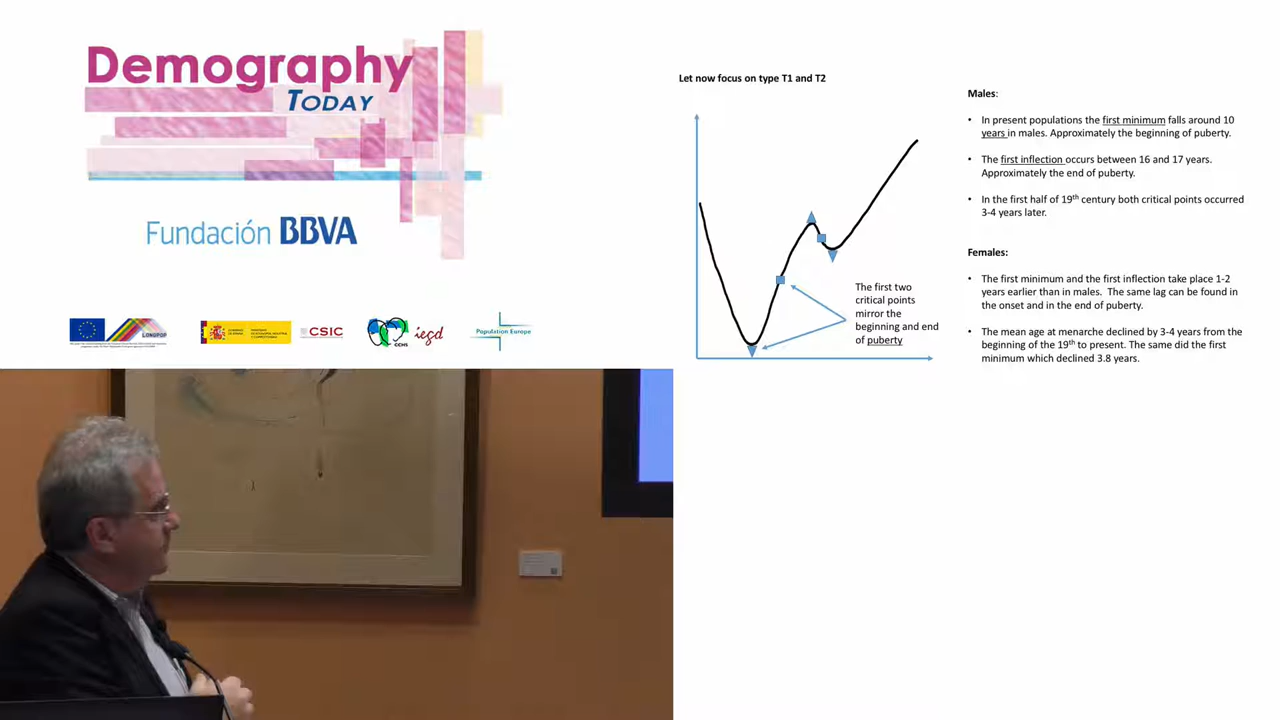 Demography
TODAY
Fundación BBVA
LONGPOP
CSIC
CCHS
iegd
Population Europe
Let now focus on type T1 and T2
The first two
critical points
mirror the
beginning and end
of puberty
Males:
• In present populations the first minimum falls around 10
years in males. Approximately the beginning of puberty.
• The first inflection occurs between 16 and 17 years.
Approximately the end of puberty.
• In the first half of 19th century both critical points occurred
3-4 years later.
Females:
• The first minimum and the first inflection take place 1-2
years earlier than in males. The same lag can be found in
the onset and in the end of puberty.
• The mean age at menarche declined by 3-4 years from the
beginning of the 19th to present. The same did the first
minimum which declined 3.8 years.